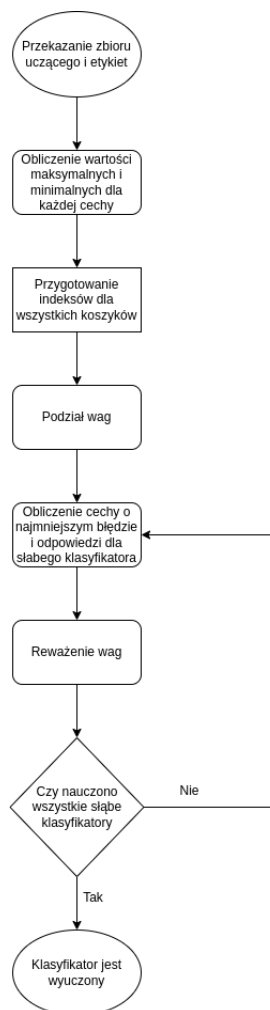 Przekazanie zbioru
uczącego i etykiet
Obliczenie wartości
maksymalnych i
minimalnych dla
każdej cechy
Przygotowanie
indeksów dla
wszystkich koszyków
Podział wag
Obliczenie cechy o
najmniejszym błędzie
i odpowiedzi dla
słabego klasyfikatora
Reważenie wag
Czy nauczono
wszystkie słąbe
klasyfikatory
Nie
Tak
Klasyfikator jest
wyuczony